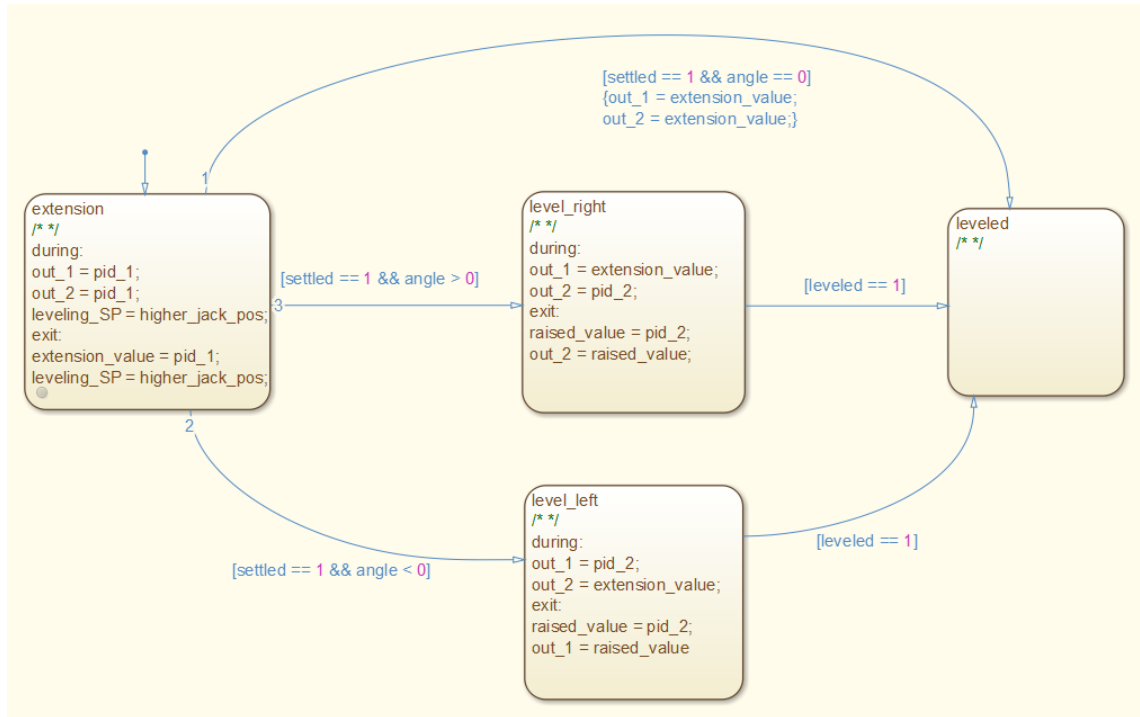 [settled == 1 && angle == 0]
{out_1 = extension_value;
out_2 = extension_value;}
1
extension
/* */
during:
out_1 = pid_1;
out_2 = pid_1;
leveling_SP = higher_jack_pos;
exit:
extension_value = pid_1;
leveling_SP = higher_jack_pos;
[settled == 1 && angle > 0]
3
level_right
/* */
during:
out_1 = extension_value;
out_2 = pid_2;
exit:
raised_value = pid_2;
out_2 = raised_value;
[leveled == 1]
leveled
/* */
2
[settled == 1 && angle < 0]
level_left
/* */
during:
out_1 = pid_2;
out_2 = extension_value;
exit:
raised_value = pid_2;
out_1 = raised_value
[leveled == 1]